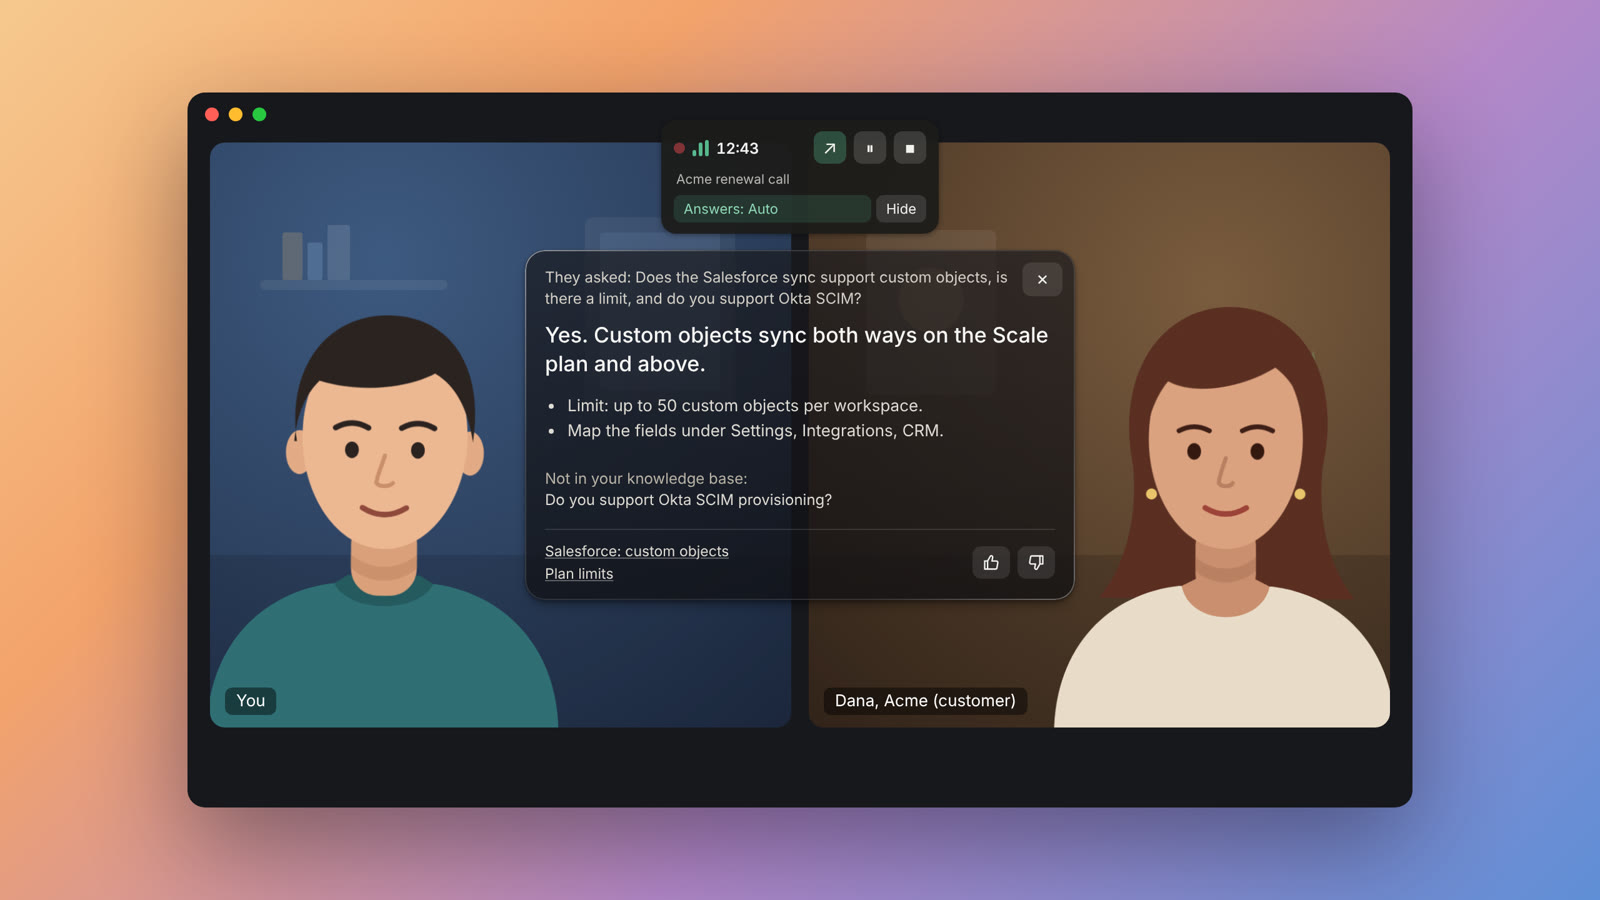 12:43
Acme renewal call
Answers: Auto
Hide
They asked: Does the Salesforce sync support custom objects, is
there a limit, and do you support Okta SCIM?
Yes. Custom objects sync both ways on the Scale
plan and above.
• Limit: up to 50 custom objects per workspace.
• Map the fields under Settings, Integrations, CRM.
Not in your knowledge base:
Do you support Okta SCIM provisioning?
Salesforce: custom objects
Plan limits
You
Dana, Acme (customer)